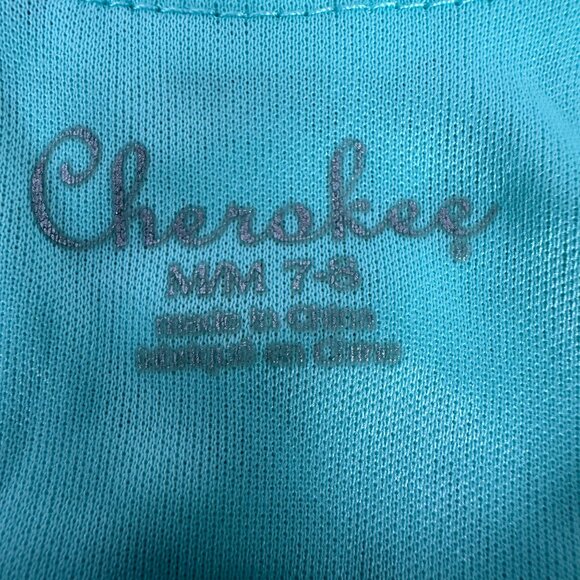 Cherokee®
M/M 7-8
made in China
fabriqué en Chine